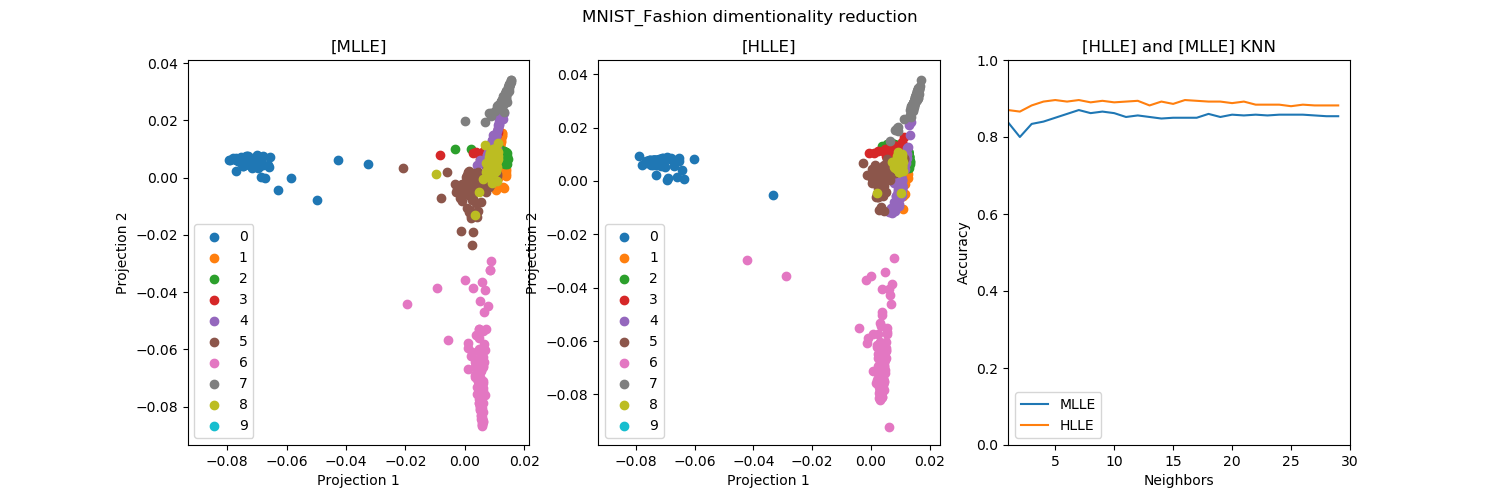 MNIST_Fashion dimentionality reduction
[MLLE]
0.04
0.02
0.00
−0.02
−0.04
−0.06
−0.08
Projection 2
0
1
2
3
4
5
6
7
8
9
−0.08 −0.06 −0.04 −0.02 0.00 0.02
Projection 1
[HLLE]
0.04
0.02
0.00
−0.02
−0.04
−0.06
−0.08
Projection 2
0
1
2
3
4
5
6
7
8
9
−0.08 −0.06 −0.04 −0.02 0.00 0.02
Projection 1
[HLLE] and [MLLE] KNN
1.0
0.8
0.6
0.4
0.2
0.0
Accuracy
MLLE
HLLE
5 10 15 20 25 30
Neighbors